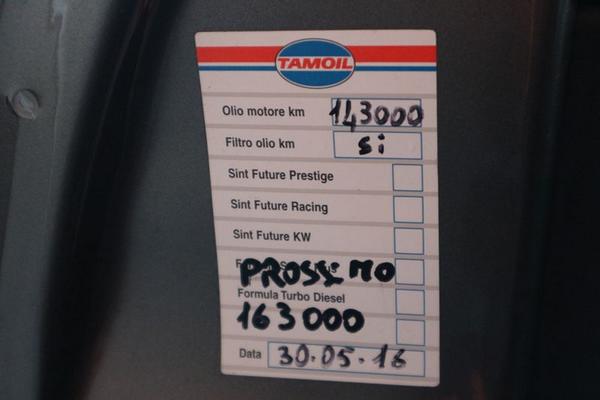 TAMOIL
Olio motore km 143000
Filtro olio km si
Sint Future Prestige
Sint Future Racing
Sint Future KW
PROSSIMO
Formula Turbo Diesel
163000
Data 30.05.16